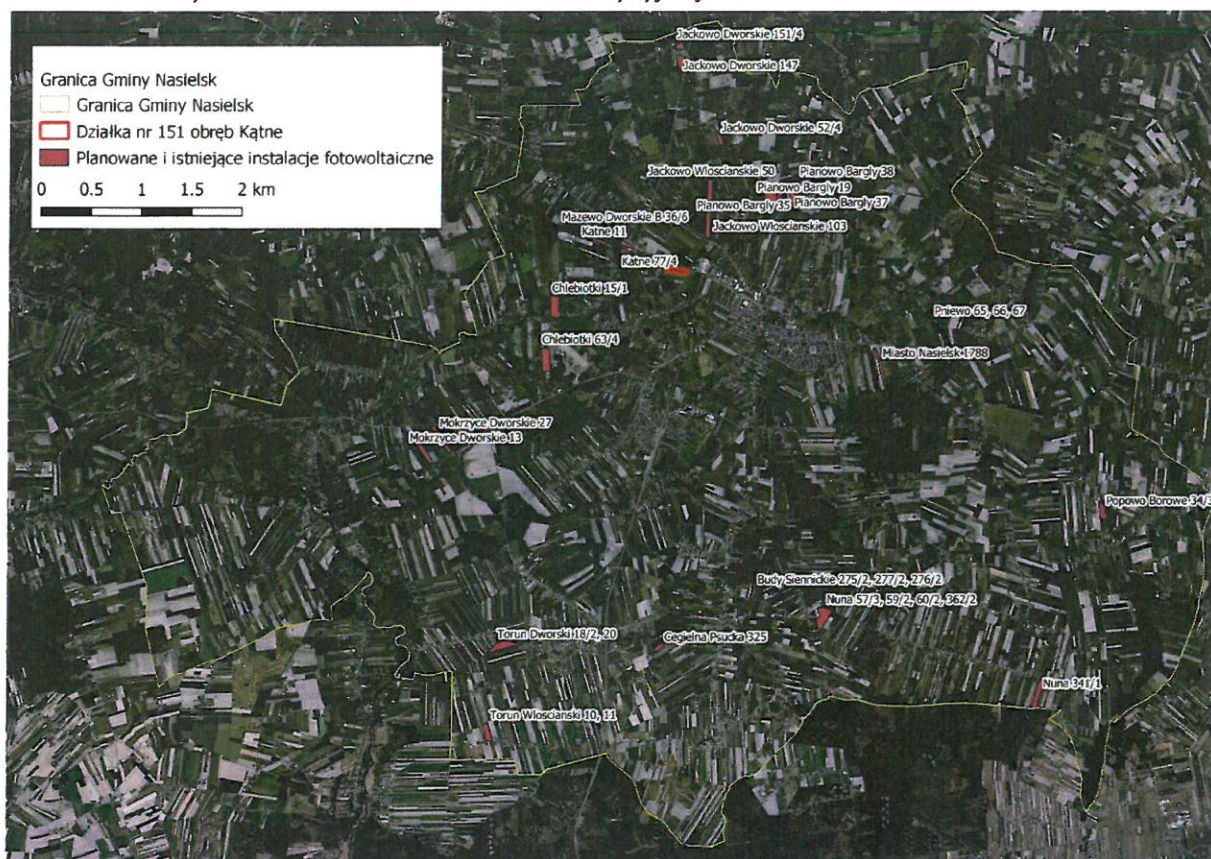 Granica Gminy Nasielsk
Granica Gminy Nasielsk
Działka nr 151 obręb Kątne
Planowane i istniejące instalacje fotowoltaiczne
0 0.5 1 1.5 2 km
Jackowo Dworskie 151/4
Jackowo Dworskie 147
Jackowo Dworskie 52/4
Jackowo Wloscianskie 50
Pianowo Bargly 38
Pianowo Bargly 19
Pianowo Bargly 35
Pianowo Bargly 37
Mazewo Dworskie B 36/6
Katne 11
Jackowo Wloscianskie 103
Katne 77/4
Chlebiotki 15/1
Pniewo 65, 66, 67
Chlebiotki 63/4
Miasto Nasielsk 1788
Mokrzyce Dworskie 27
Mokrzyce Dworskie 13
Popowo Borowe 34/3
Budy Siennickie 275/2, 277/2, 276/2
Nuna 57/3, 59/2, 60/2, 362/2
Torun Dworski 18/2, 20
Cegielna Psucka 325
Nuna 341/1
Torun Wloscianski 10, 11